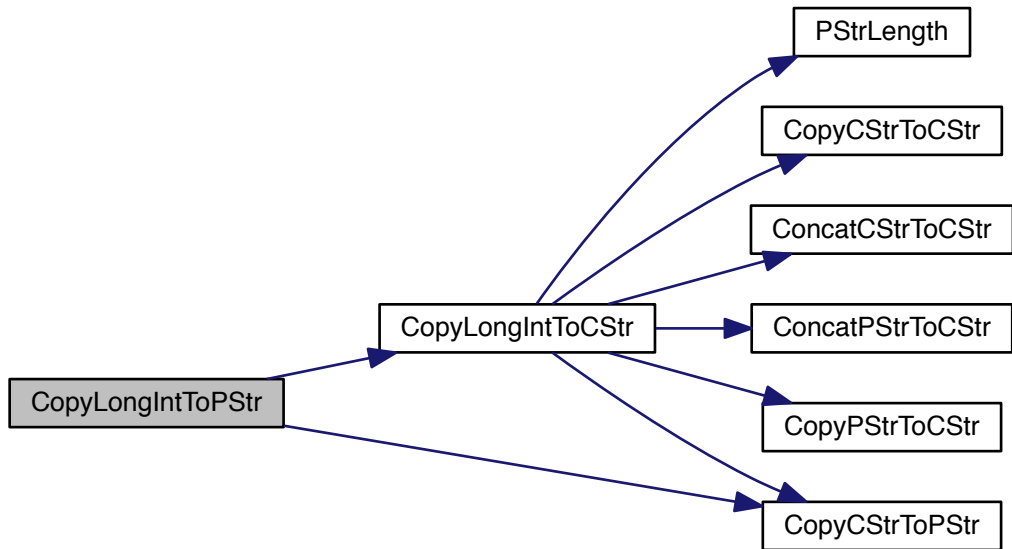 PStrLength
CopyCStrToCStr
ConcatCStrToCStr
CopyLongIntToCStr
ConcatPStrToCStr
CopyLongIntToPStr
CopyPStrToCStr
CopyCStrToPStr